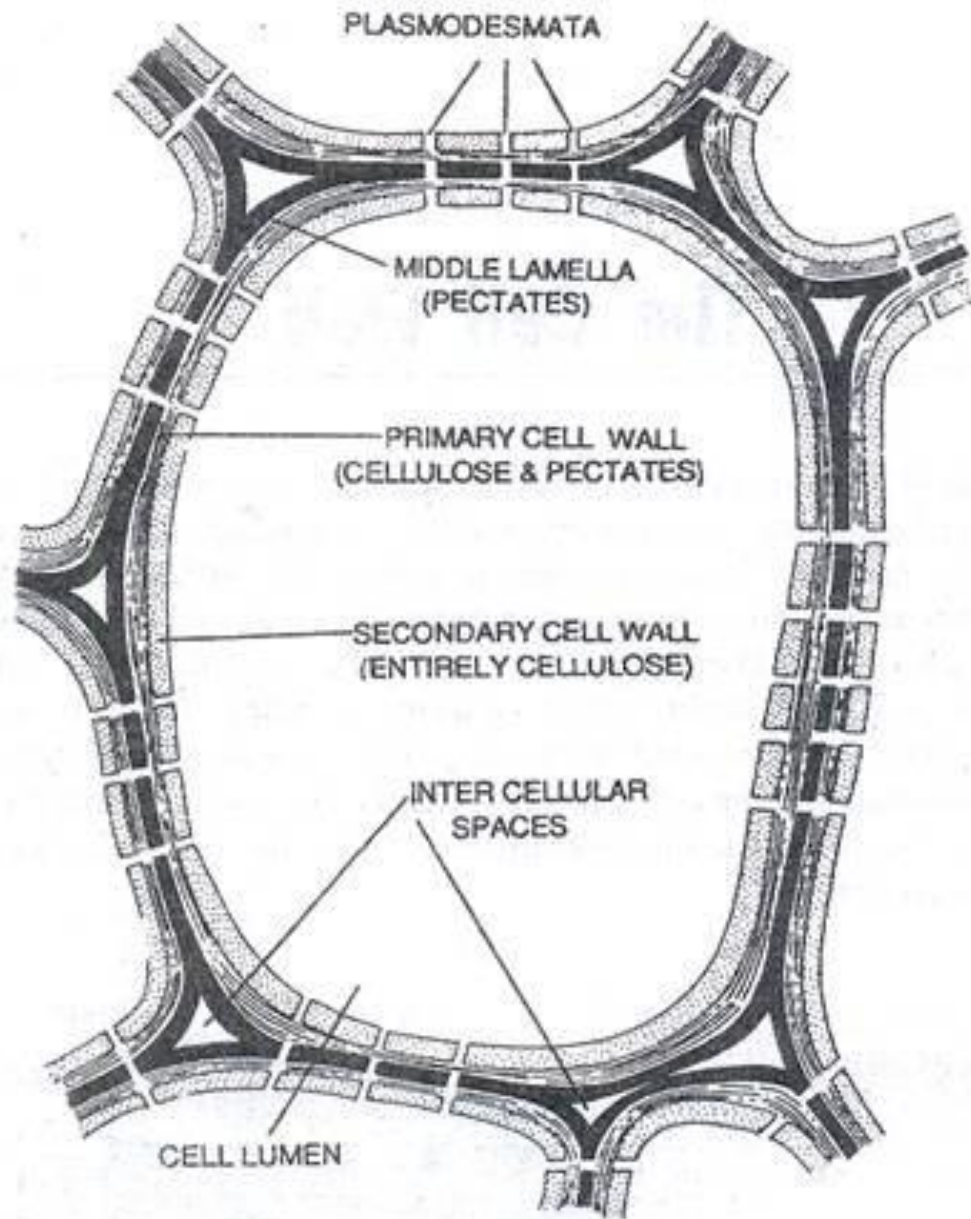 PLASMODESMATA
MIDDLE LAMELLA
(PECTATES)
PRIMARY CELL WALL
(CELLULOSE & PECTATES)
SECONDARY CELL WALL
(ENTIRELY CELLULOSE)
INTER CELLULAR
SPACES
CELL LUMEN